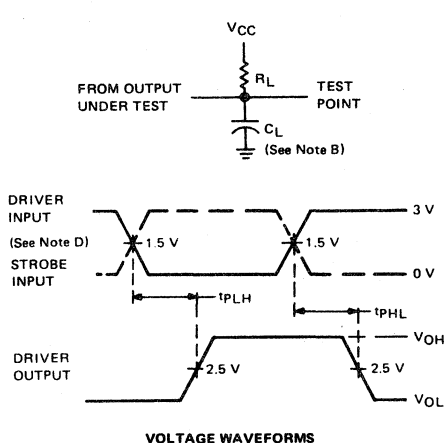 VCC
RL
FROM OUTPUT
UNDER TEST
TEST
POINT
CL
(See Note B)
DRIVER
INPUT
(See Note D)
STROBE
INPUT
1.5 V
1.5 V
3 V
0 V
tPLH
tPHL
DRIVER
OUTPUT
2.5 V
2.5 V
VOH
VOL
VOLTAGE WAVEFORMS